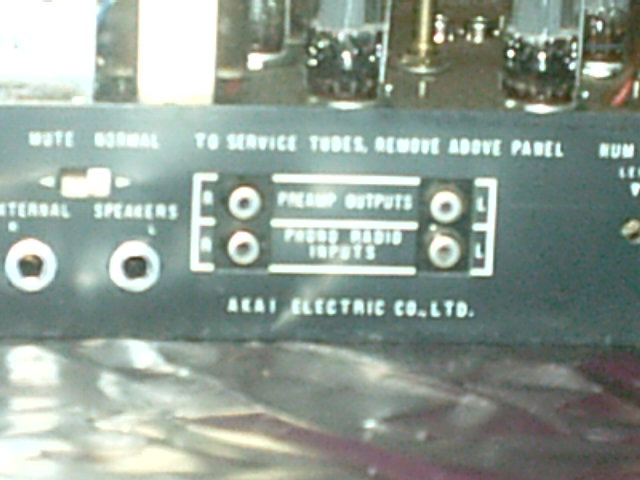 MUTE NORMAL
TO SERVICE TUBES, REMOVE ABOVE PANEL
HUM
SPEAKERS
R L
R PREAMP OUTPUTS L
R PHONO RADIO L
INPUTS
AKAI ELECTRIC CO., LTD.